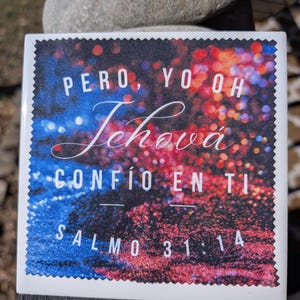 PERO, YO OH
Jehová
CONFÍO EN TI
SALMO 31:14